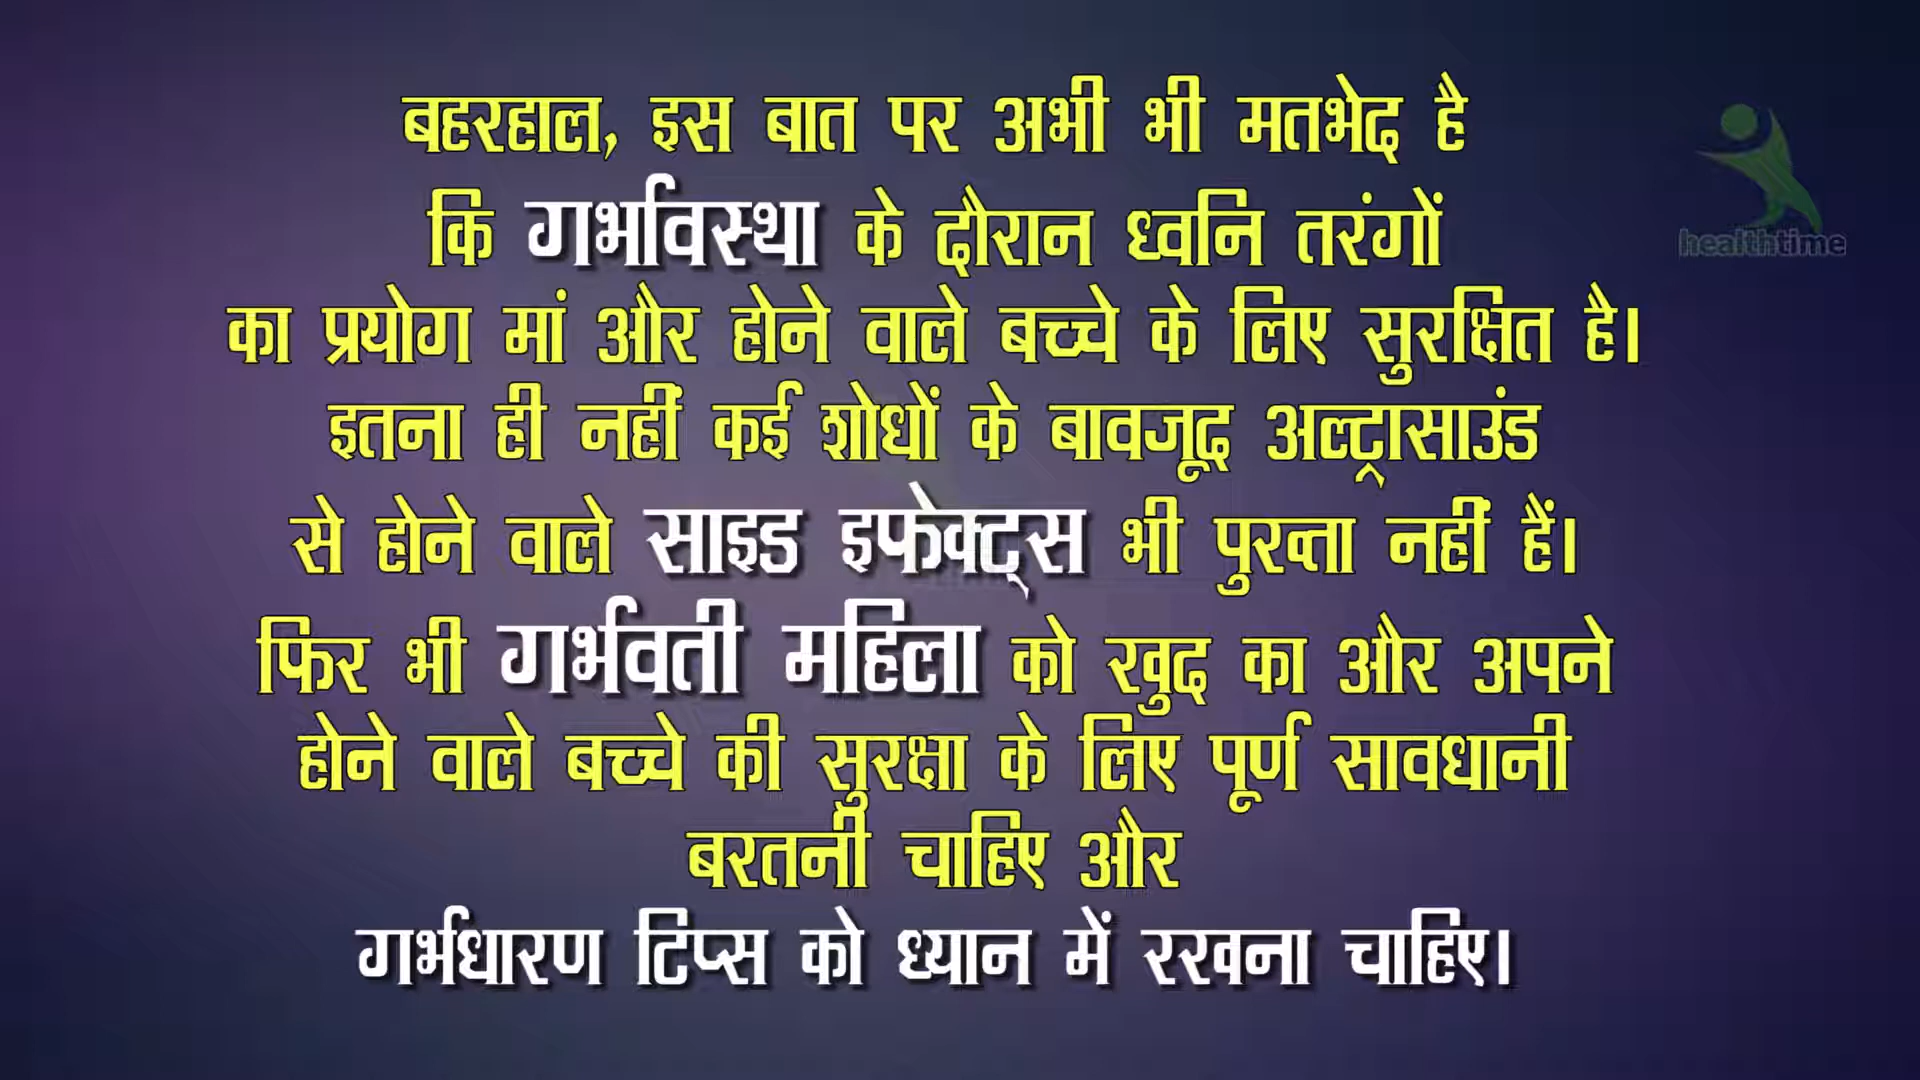 बहरहाल, इस बात पर अभी भी मतभेद है
कि गर्भावस्था के दौरान ध्वनि तरंगों
का प्रयोग मां और होने वाले बच्चे के लिए सुरक्षित है।
इतना ही नहीं कई शोधों के बावजूद अल्ट्रासाउंड
से होने वाले साइड इफेक्ट्स भी पुख्ता नहीं हैं।
फिर भी गर्भवती महिला को खुद का और अपने
होने वाले बच्चे की सुरक्षा के लिए पूर्ण सावधानी
बरतनी चाहिए और
गर्भधारण टिप्स को ध्यान में रखना चाहिए।
healthtime